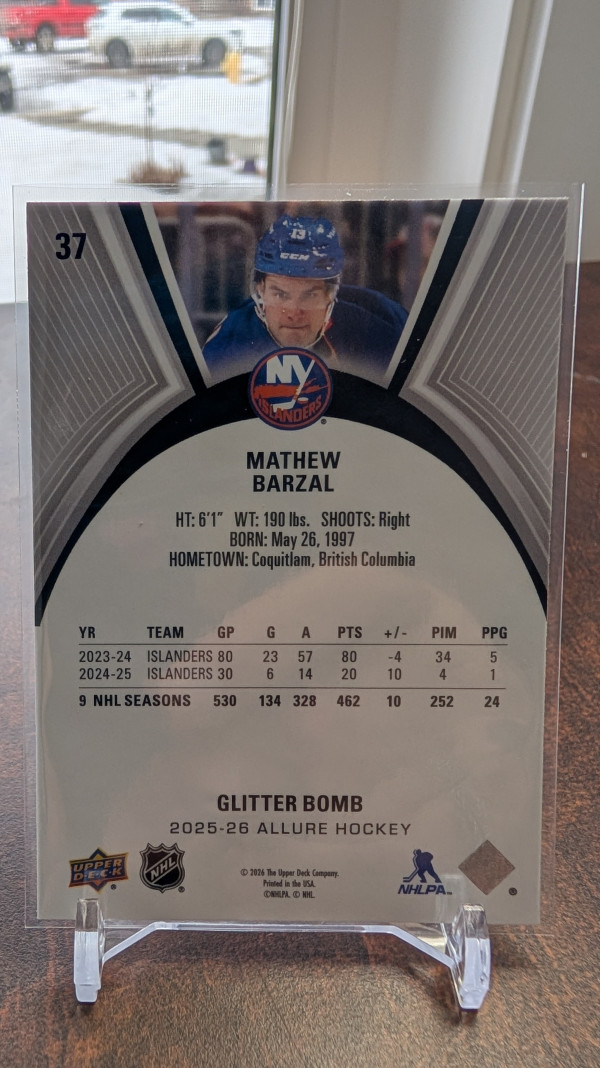 37
13
CCM
NY
ISLANDERS
MATHEW
BARZAL
HT: 6'1" WT: 190 lbs. SHOOTS: Right
BORN: May 26, 1997
HOMETOWN: Coquitlam, British Columbia
YR TEAM GP G A PTS +/- PIM PPG
2023-24 ISLANDERS 80 23 57 80 -4 34 5
2024-25 ISLANDERS 30 6 14 20 10 4 1
9 NHL SEASONS 530 134 328 462 10 252 24
GLITTER BOMB
2025-26 ALLURE HOCKEY
UPPER DECK
NHL
© 2026 The Upper Deck Company.
Printed in the USA.
©NHLPA. © NHL.
NHLPA